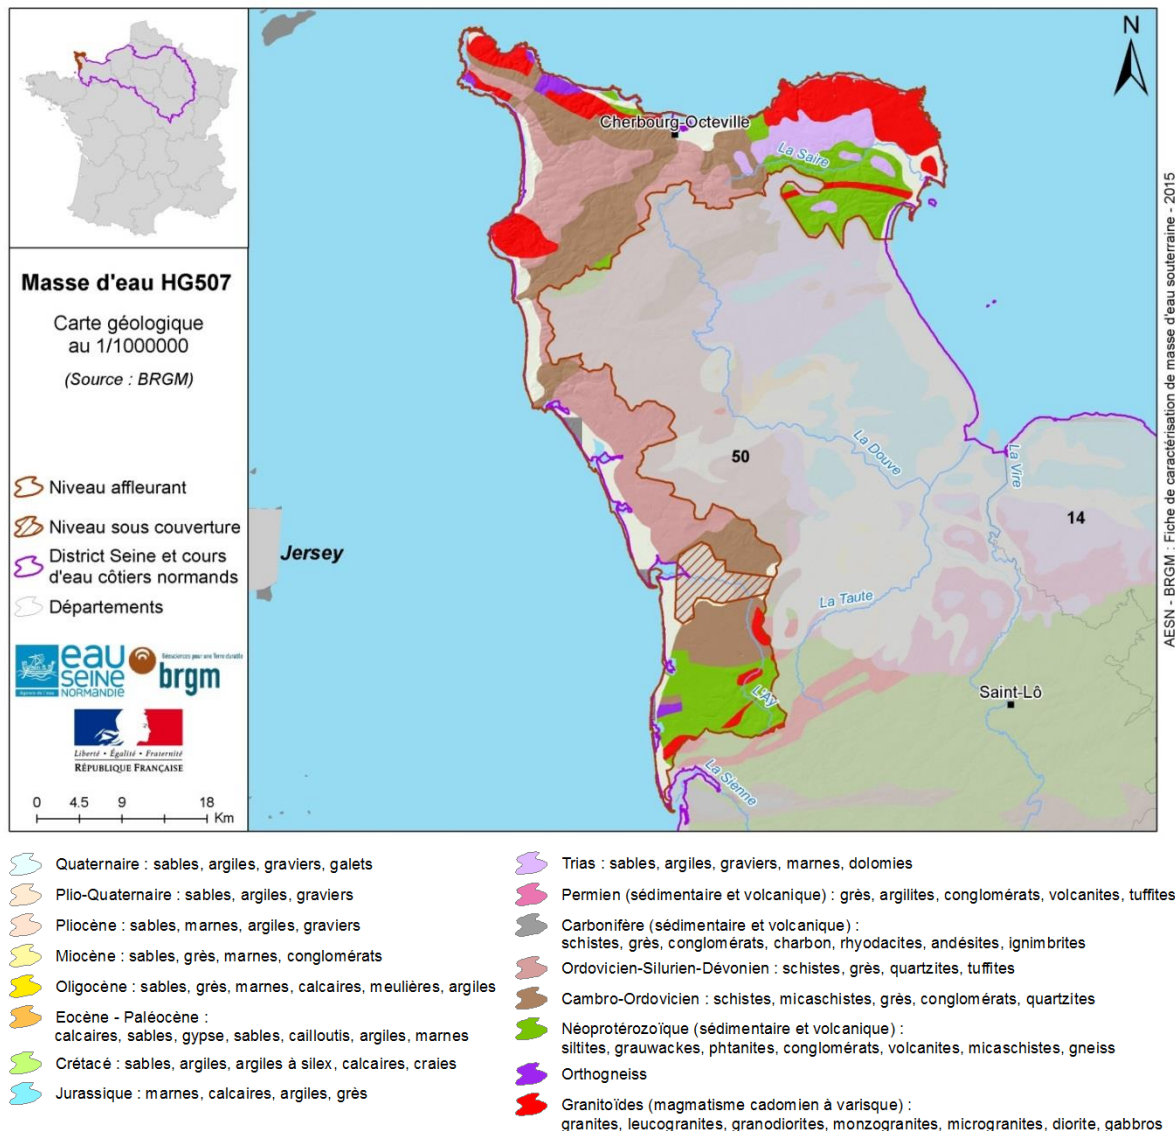 N
Cherbourg-Octeville
La Saire
Masse d'eau HG507
Carte géologique
au 1/1000000
(Source : BRGM)
Niveau affleurant
Niveau sous couverture
District Seine et cours
d'eau côtiers normands
Départements
eau
SEINE
NORMANDIE
Géosciences pour une Terre durable
brgm
Liberté • Égalité • Fraternité
RÉPUBLIQUE FRANÇAISE
0 4.5 9 18
Km
La Douve
La Vire
50
14
Jersey
La Taute
L'Ay
Saint-Lô
La Sienne
AESN - BRGM : Fiche de caractérisation de masse d'eau souterraine - 2015
Quaternaire : sables, argiles, graviers, galets
Plio-Quaternaire : sables, argiles, graviers
Pliocène : sables, marnes, argiles, graviers
Miocène : sables, grès, marnes, conglomérats
Oligocène : sables, grès, marnes, calcaires, meulières, argiles
Eocène - Paléocène :
calcaires, sables, gypse, sables, cailloutis, argiles, marnes
Crétacé : sables, argiles, argiles à silex, calcaires, craies
Jurassique : marnes, calcaires, argiles, grès
Trias : sables, argiles, graviers, marnes, dolomies
Permien (sédimentaire et volcanique) : grès, argilites, conglomérats, volcanites, tuffites
Carbonifère (sédimentaire et volcanique) :
schistes, grès, conglomérats, charbon, rhyodacites, andésites, ignimbrites
Ordovicien-Silurien-Dévonien : schistes, grès, quartzites, tuffites
Cambro-Ordovicien : schistes, micaschistes, grès, conglomérats, quartzites
Néoprotérozoïque (sédimentaire et volcanique) :
siltites, grauwackes, phtanites, conglomérats, volcanites, micaschistes, gneiss
Orthogneiss
Granitoïdes (magmatisme cadomien à varisque) :
granites, leucogranites, granodiorites, monzogranites, microgranites, diorite, gabbros